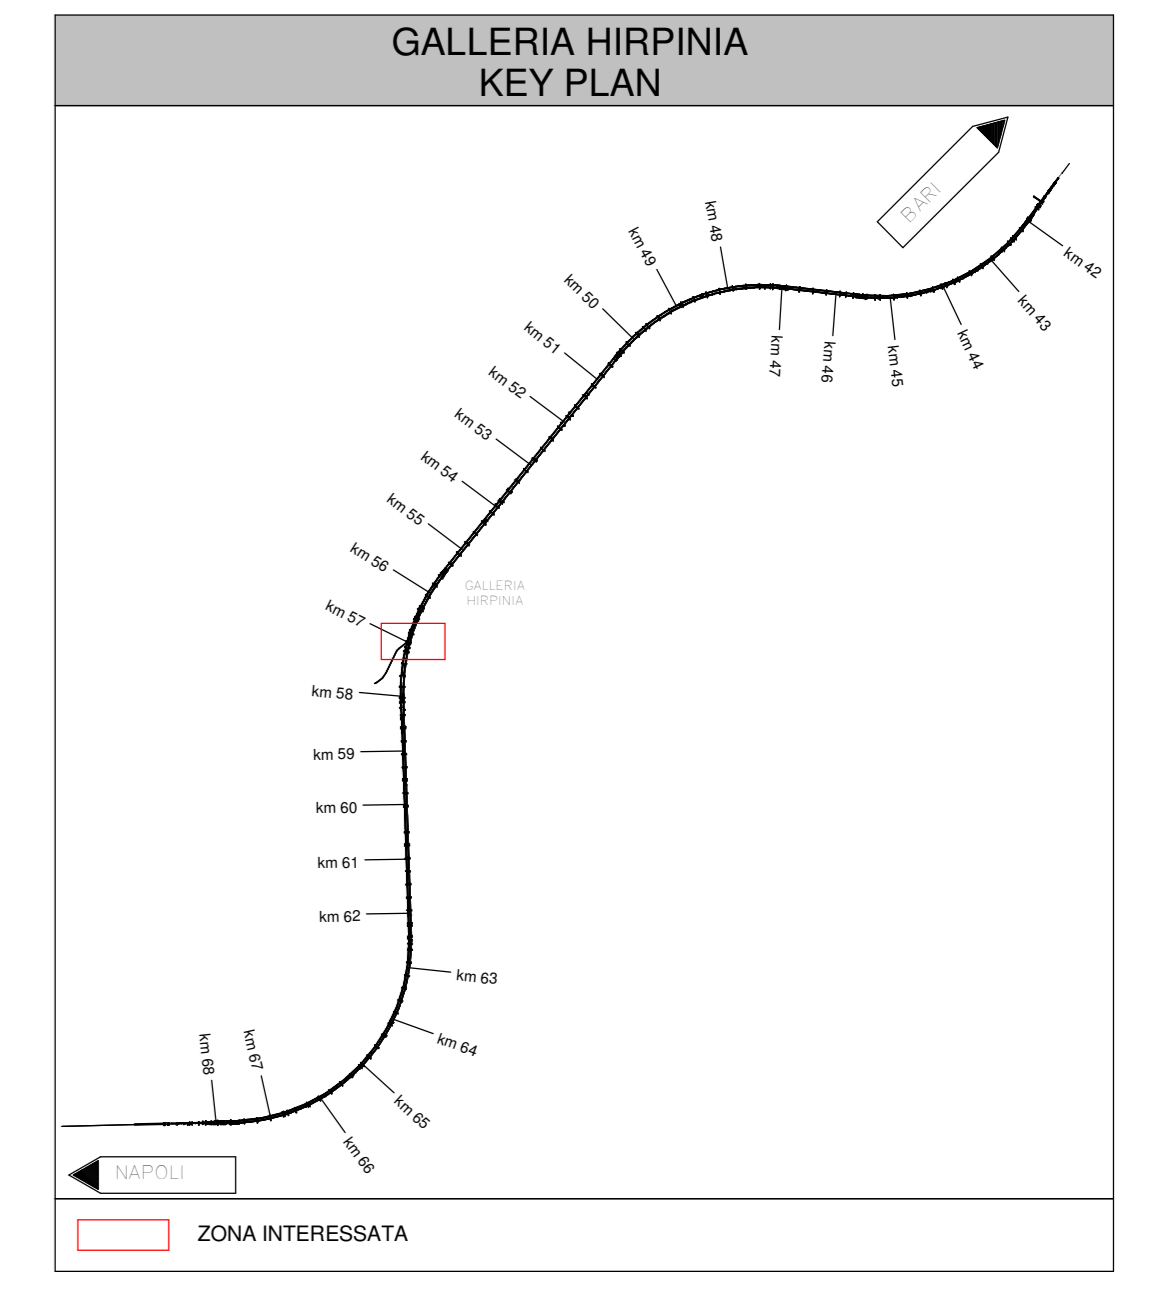 GALLERIA HIRPINIA
KEY PLAN
BARI
km 42
km 43
km 44
km 45
km 46
km 47
km 48
km 49
km 50
km 51
km 52
km 53
km 54
km 55
km 56
GALLERIA
HIRPINIA
km 57
km 58
km 59
km 60
km 61
km 62
km 63
km 64
km 65
km 66
km 67
km 68
NAPOLI
ZONA INTERESSATA